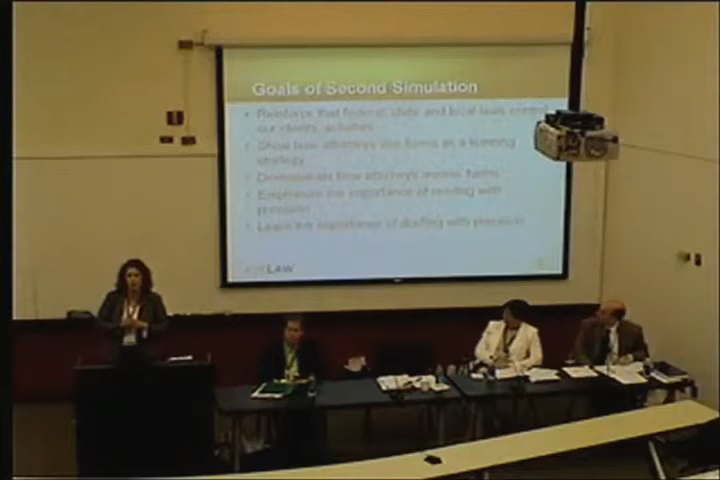 Goals of Second Simulation
Reinforce that federal, state and local laws control
our clients' activities
Show how attorneys use forms as a learning
strategy
Demonstrate how attorneys assess forms
Emphasize the importance of reading with
precision
Learn the importance of drafting with precision
LAW